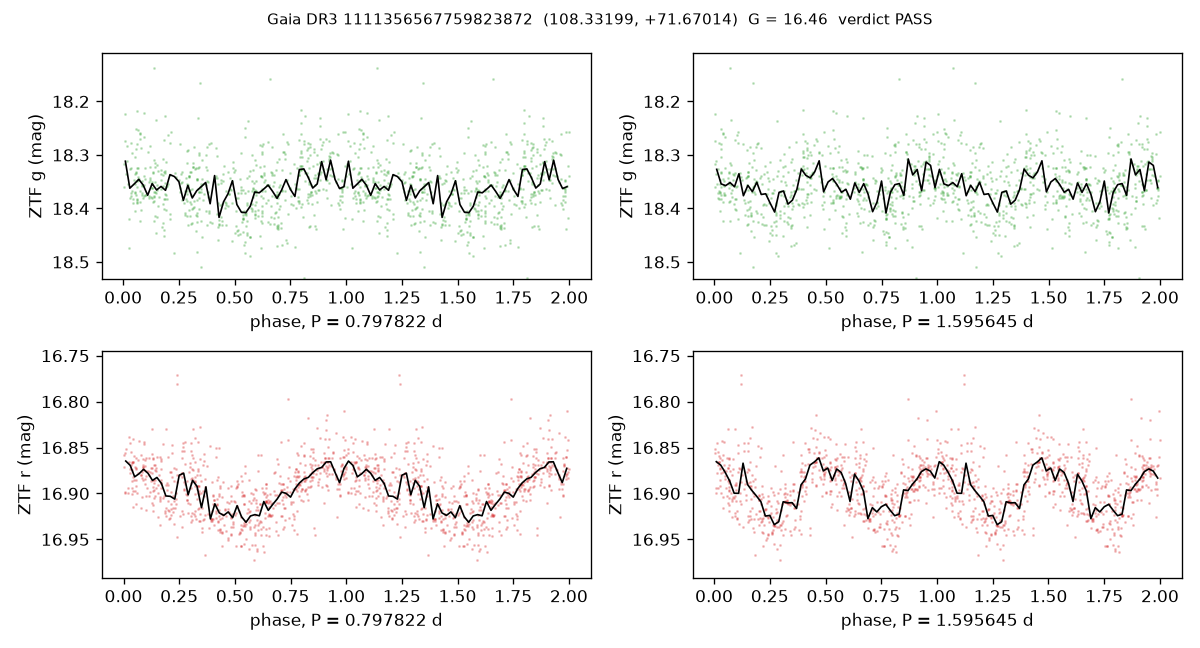 Gaia DR3 1111356567759823872  (108.33199, +71.67014)  G = 16.46  verdict PASS
ZTF g (mag)
18.2
18.3
18.4
18.5
0.00 0.25 0.50 0.75 1.00 1.25 1.50 1.75 2.00
phase, P = 0.797822 d
ZTF g (mag)
18.2
18.3
18.4
18.5
0.00 0.25 0.50 0.75 1.00 1.25 1.50 1.75 2.00
phase, P = 1.595645 d
ZTF r (mag)
16.75
16.80
16.85
16.90
16.95
0.00 0.25 0.50 0.75 1.00 1.25 1.50 1.75 2.00
phase, P = 0.797822 d
ZTF r (mag)
16.75
16.80
16.85
16.90
16.95
0.00 0.25 0.50 0.75 1.00 1.25 1.50 1.75 2.00
phase, P = 1.595645 d